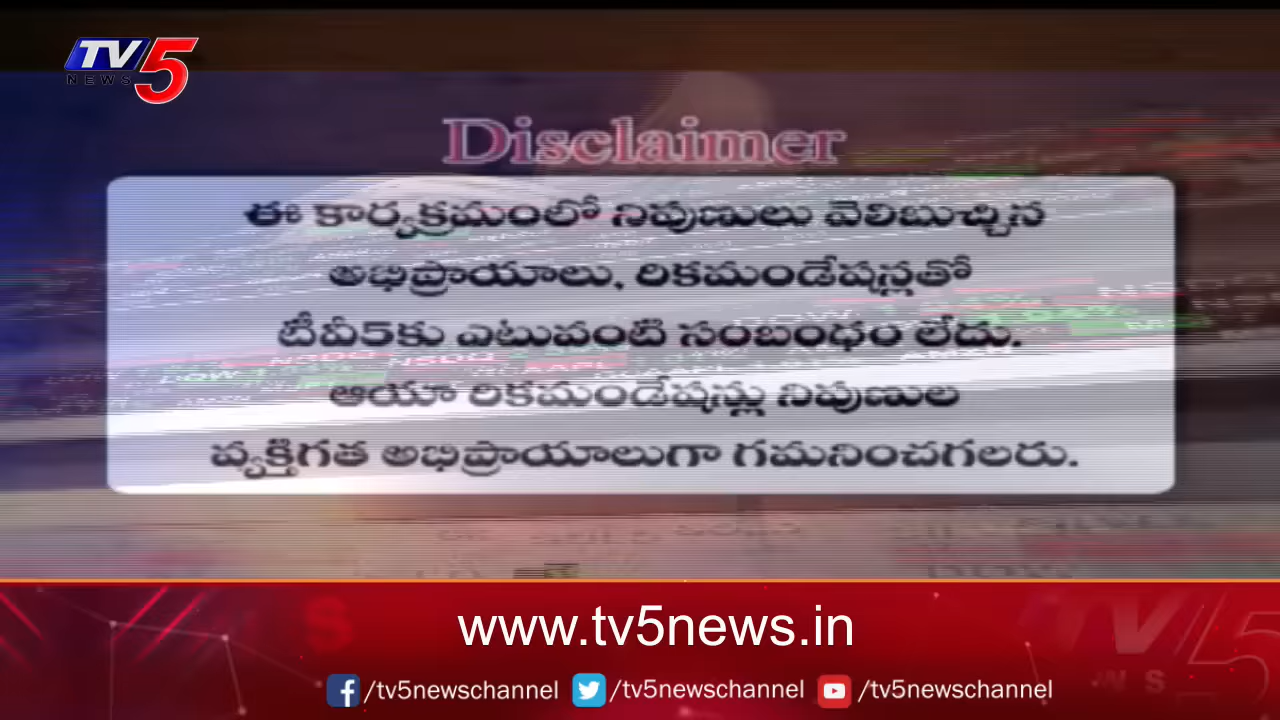 TV5
NEWS
Disclaimer
ఈ కార్యక్రమంలో నిపుణులు వెలిబుచ్చిన
అభిప్రాయాలు, రికమండేషన్లతో
టీవీ5కు ఎటువంటి సంబంధం లేదు.
ఆయా రికమండేషన్లు నిపుణుల
వ్యక్తిగత అభిప్రాయాలుగా గమనించగలరు.
www.tv5news.in
/tv5newschannel /tv5newschannel /tv5newschannel